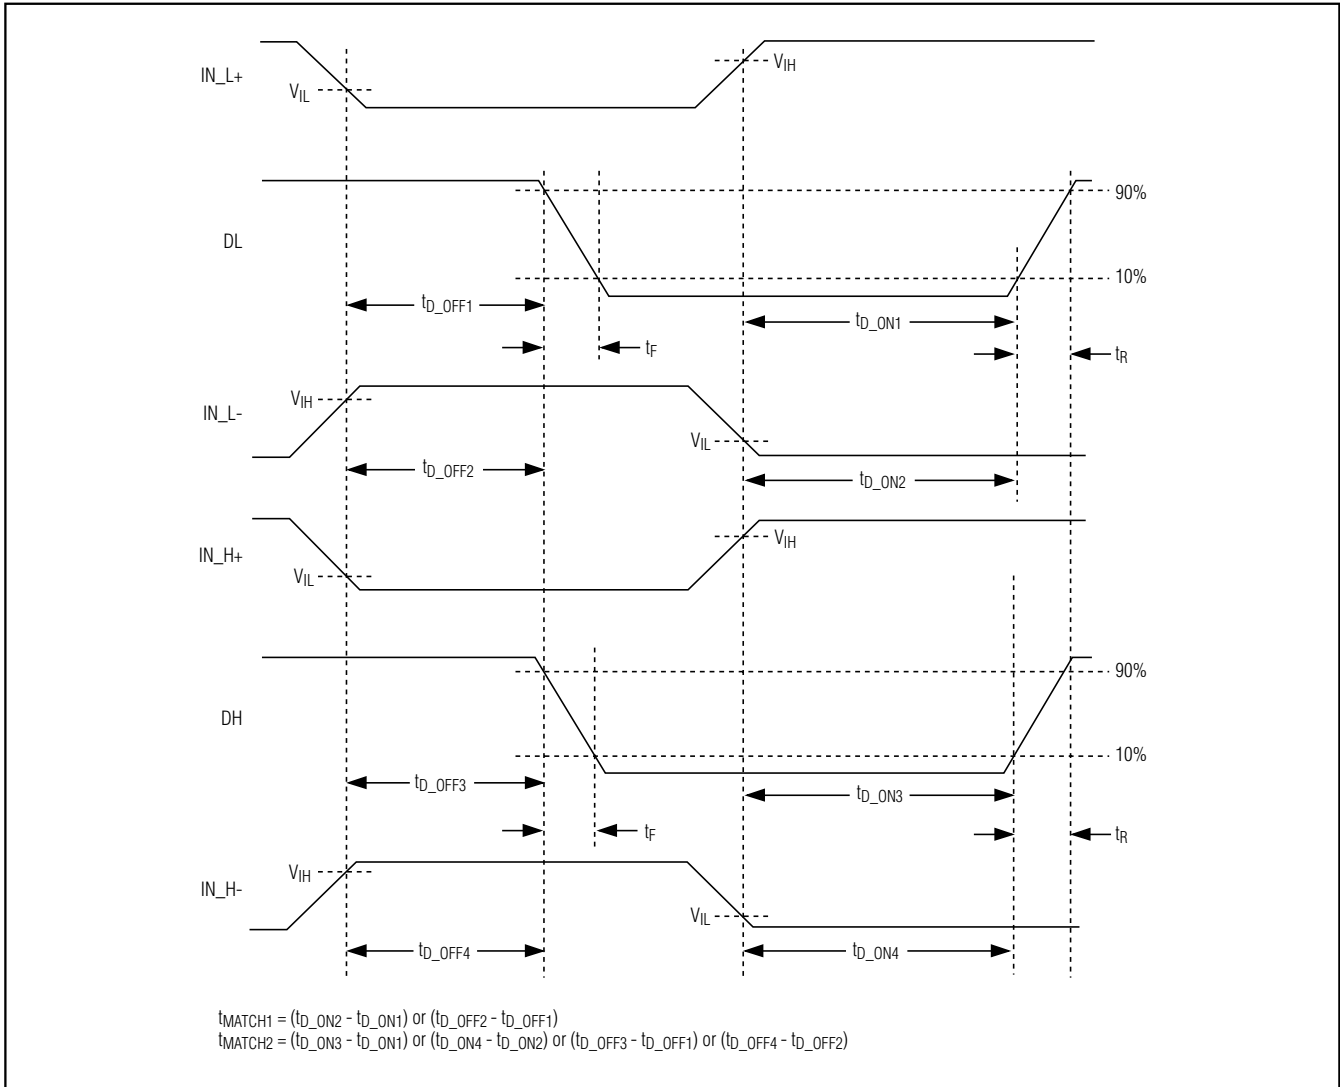 IN_L+
VIL
VIH
DL
90%
10%
tD_OFF1
tD_ON1
tF
tR
IN_L-
VIH
VIL
tD_OFF2
tD_ON2
IN_H+
VIL
VIH
DH
90%
10%
tD_OFF3
tD_ON3
tF
tR
IN_H-
VIH
VIL
tD_OFF4
tD_ON4
tMATCH1 = (tD_ON2 - tD_ON1) or (tD_OFF2 - tD_OFF1)
tMATCH2 = (tD_ON3 - tD_ON1) or (tD_ON4 - tD_ON2) or (tD_OFF3 - tD_OFF1) or (tD_OFF4 - tD_OFF2)